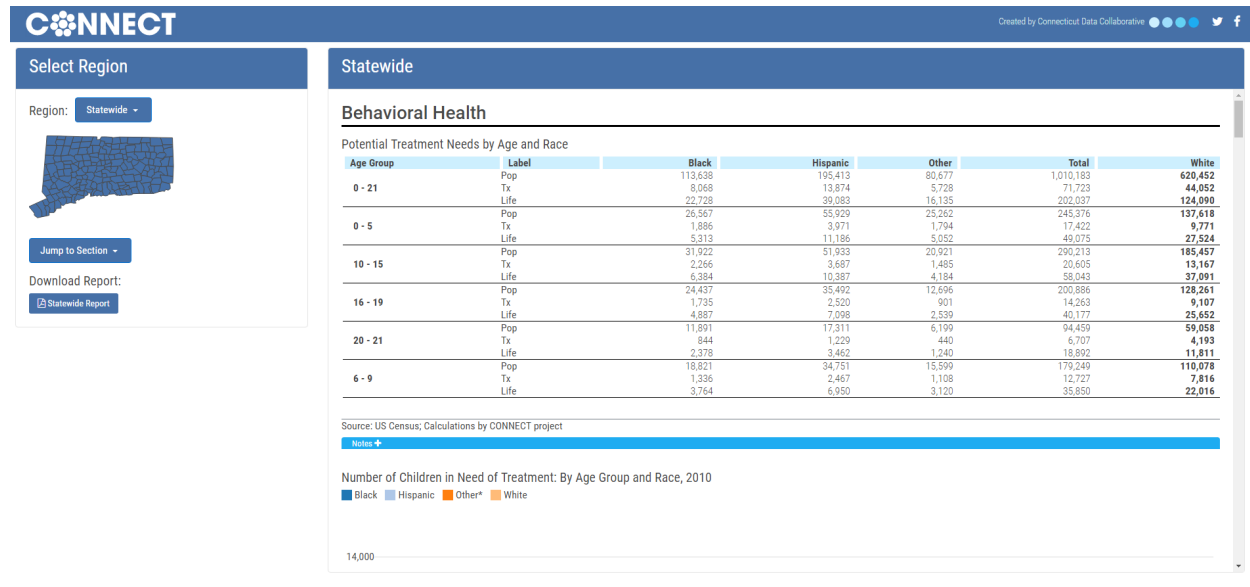 CONNECT
Created by Connecticut Data Collaborative
Select Region
Region: Statewide
Jump to Section
Download Report:
Statewide Report
Statewide
Behavioral Health
Potential Treatment Needs by Age and Race
Age Group Label Black Hispanic Other Total White
Pop 113,638 195,413 80,677 1,010,183 620,452
0 - 21 Tx 8,068 13,874 5,728 71,723 44,052
Life 22,728 39,083 16,135 202,037 124,090
Pop 26,567 55,929 25,262 245,376 137,618
0 - 5 Tx 1,886 3,971 1,794 17,422 9,771
Life 5,313 11,186 5,052 49,075 27,524
Pop 31,922 51,933 20,921 290,213 185,457
10 - 15 Tx 2,266 3,687 1,485 20,605 13,167
Life 6,384 10,387 4,184 58,043 37,091
Pop 24,437 35,492 12,696 200,886 128,261
16 - 19 Tx 1,735 2,520 901 14,263 9,107
Life 4,887 7,098 2,539 40,177 25,652
Pop 11,891 17,311 6,199 94,459 59,058
20 - 21 Tx 844 1,229 440 6,707 4,193
Life 2,378 3,462 1,240 18,892 11,811
Pop 18,821 34,751 15,599 179,249 110,078
6 - 9 Tx 1,336 2,467 1,108 12,727 7,816
Life 3,764 6,950 3,120 35,850 22,016
Source: US Census; Calculations by CONNECT project
Notes +
Number of Children in Need of Treatment: By Age Group and Race, 2010
Black Hispanic Other* White
14,000